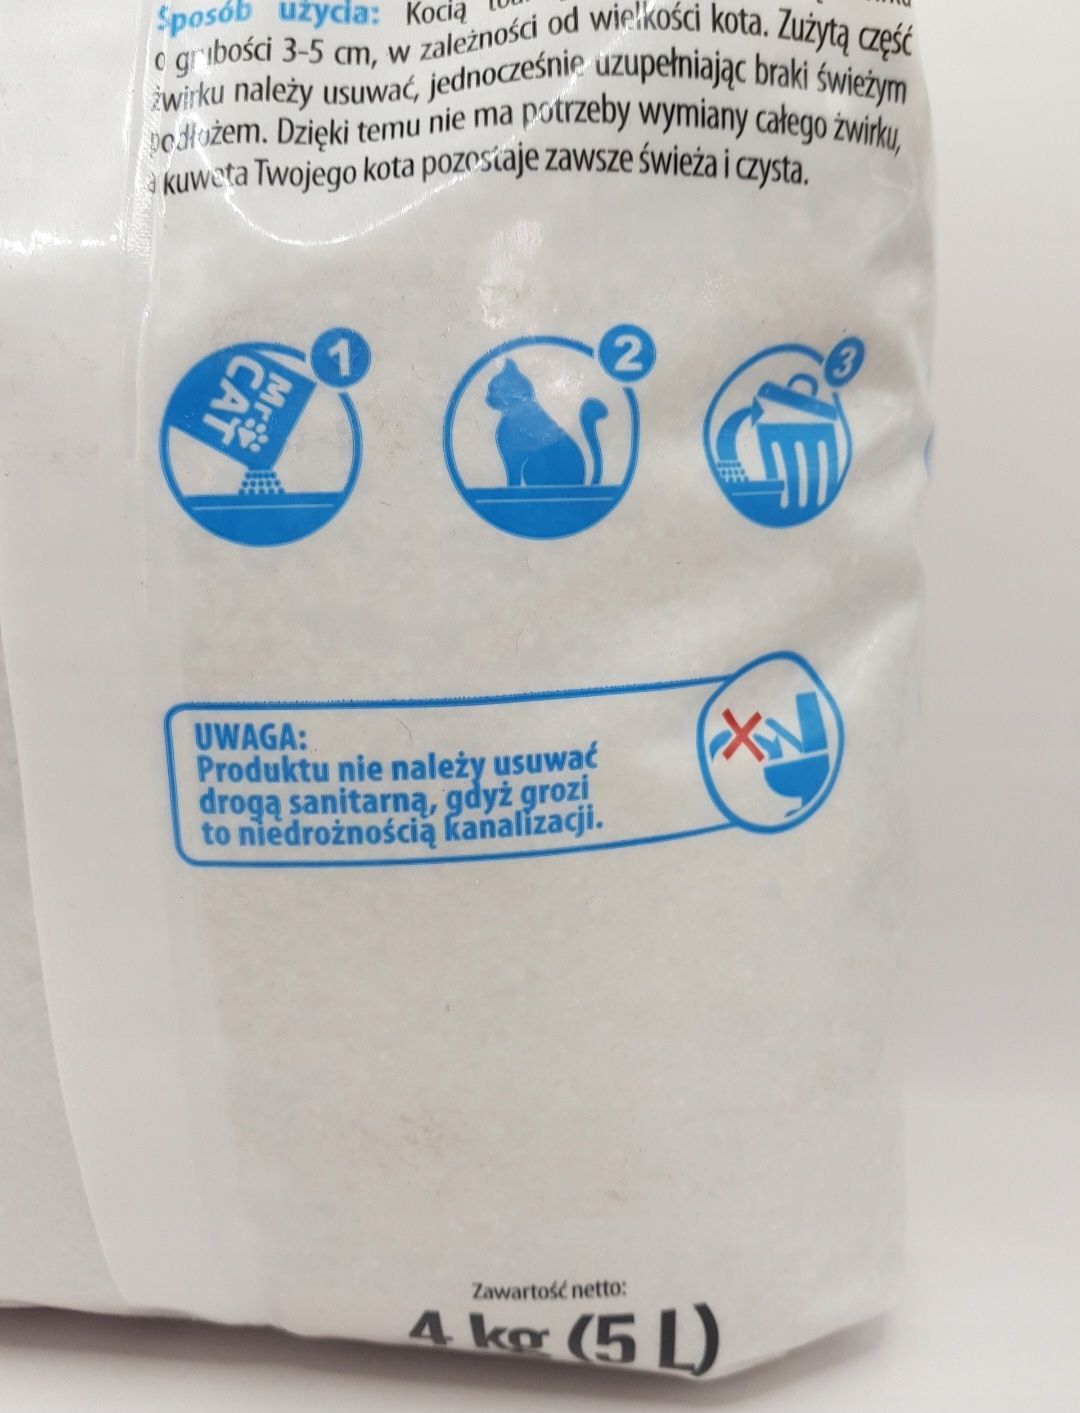 Sposób użycia: Kocią
o grubości 3-5 cm, w zależności od wielkości kota. Zużytą część
żwirku należy usuwać, jednocześnie uzupełniając braki świeżym
podłożem. Dzięki temu nie ma potrzeby wymiany całego żwirku,
a kuweta Twojego kota pozostaje zawsze świeża i czysta.
1
2
3
Mr
CAT
UWAGA:
Produktu nie należy usuwać
drogą sanitarną, gdyż grozi
to niedrożnością kanalizacji.
Zawartość netto:
4 kg (5 L)